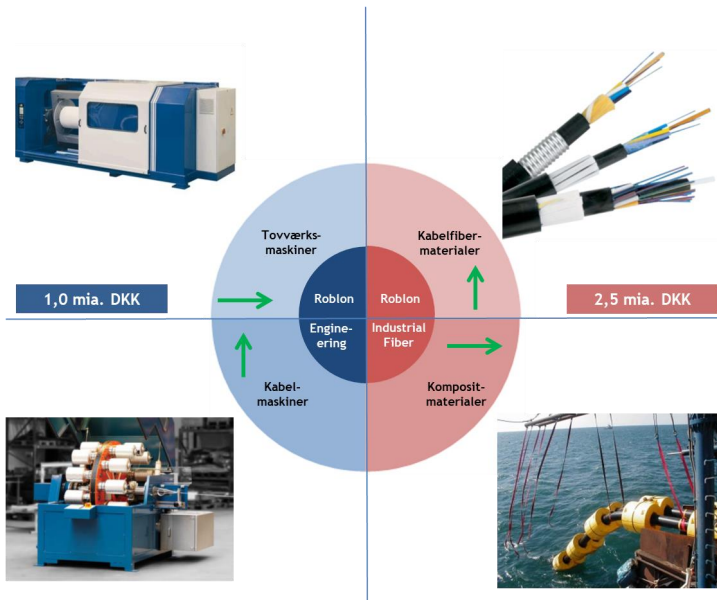 Tovværks-
maskiner
Kabelfiber-
materialer
1,0 mia. DKK
Roblon
Roblon
2,5 mia. DKK
Engine-
ering
Industrial
Fiber
Kabel-
maskiner
Komposit-
materialer